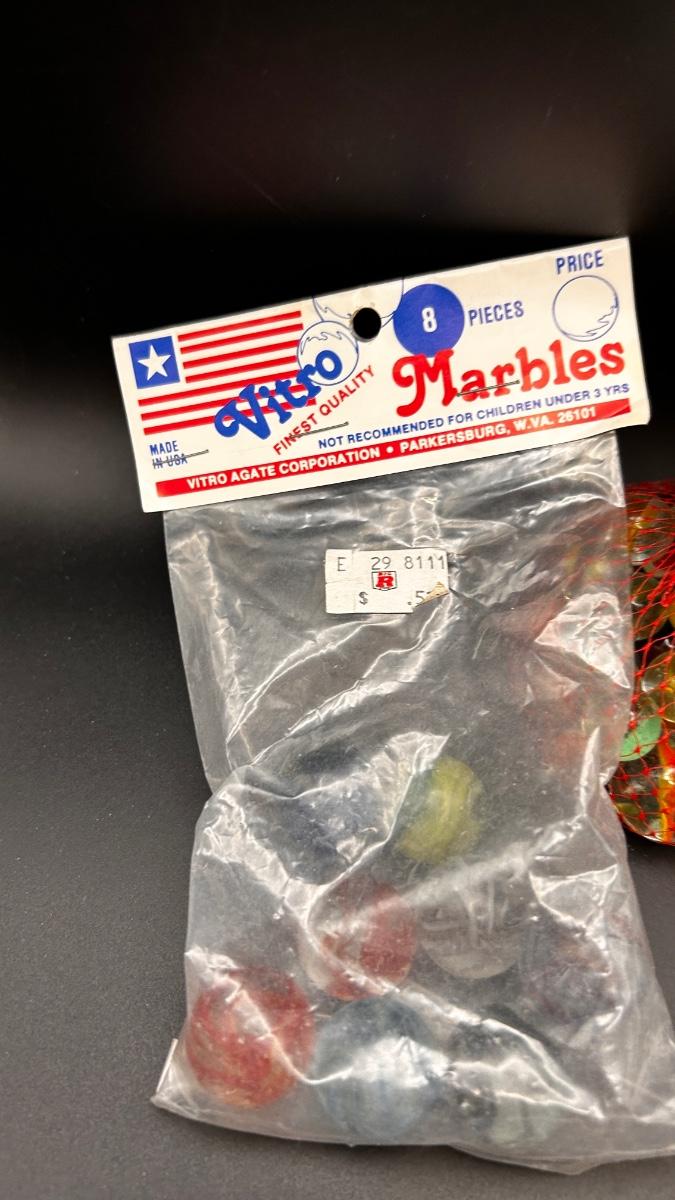 PRICE
8 PIECES
Vitro Marbles
FINEST QUALITY
MADE
IN USA
NOT RECOMMENDED FOR CHILDREN UNDER 3 YRS
VITRO AGATE CORPORATION • PARKERSBURG, W.VA. 26101
E 29 8111
R
$ .5